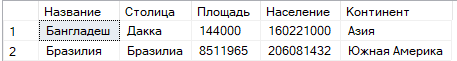 Название Столица Площадь Население Континент
1 Бангладеш Дакка 144000 160221000 Азия
2 Бразилия Бразилиа 8511965 206081432 Южная Америка